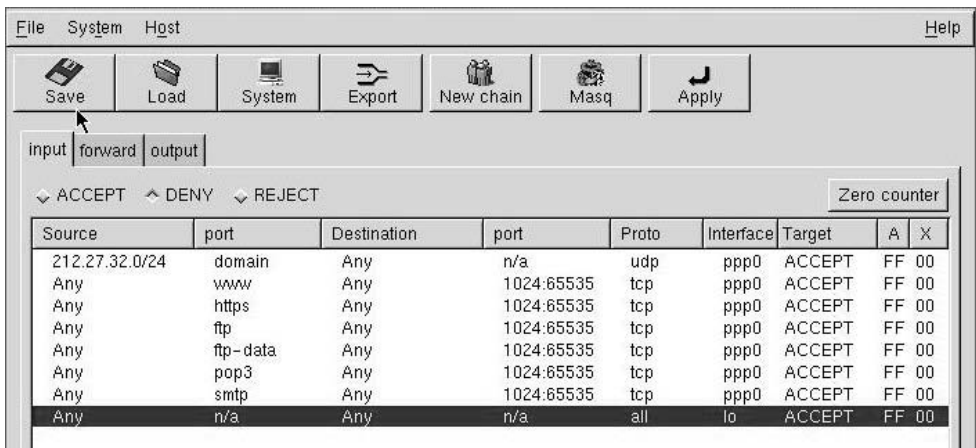 File System Host Help
Save Load System Export New chain Masq Apply
input forward output
ACCEPT DENY REJECT Zero counter
Source port Destination port Proto Interface Target A X
212.27.32.0/24 domain Any n/a udp ppp0 ACCEPT FF 00
Any www Any 1024:65535 tcp ppp0 ACCEPT FF 00
Any https Any 1024:65535 tcp ppp0 ACCEPT FF 00
Any ftp Any 1024:65535 tcp ppp0 ACCEPT FF 00
Any ftp-data Any 1024:65535 tcp ppp0 ACCEPT FF 00
Any pop3 Any 1024:65535 tcp ppp0 ACCEPT FF 00
Any smtp Any 1024:65535 tcp ppp0 ACCEPT FF 00
Any n/a Any n/a all lo ACCEPT FF 00